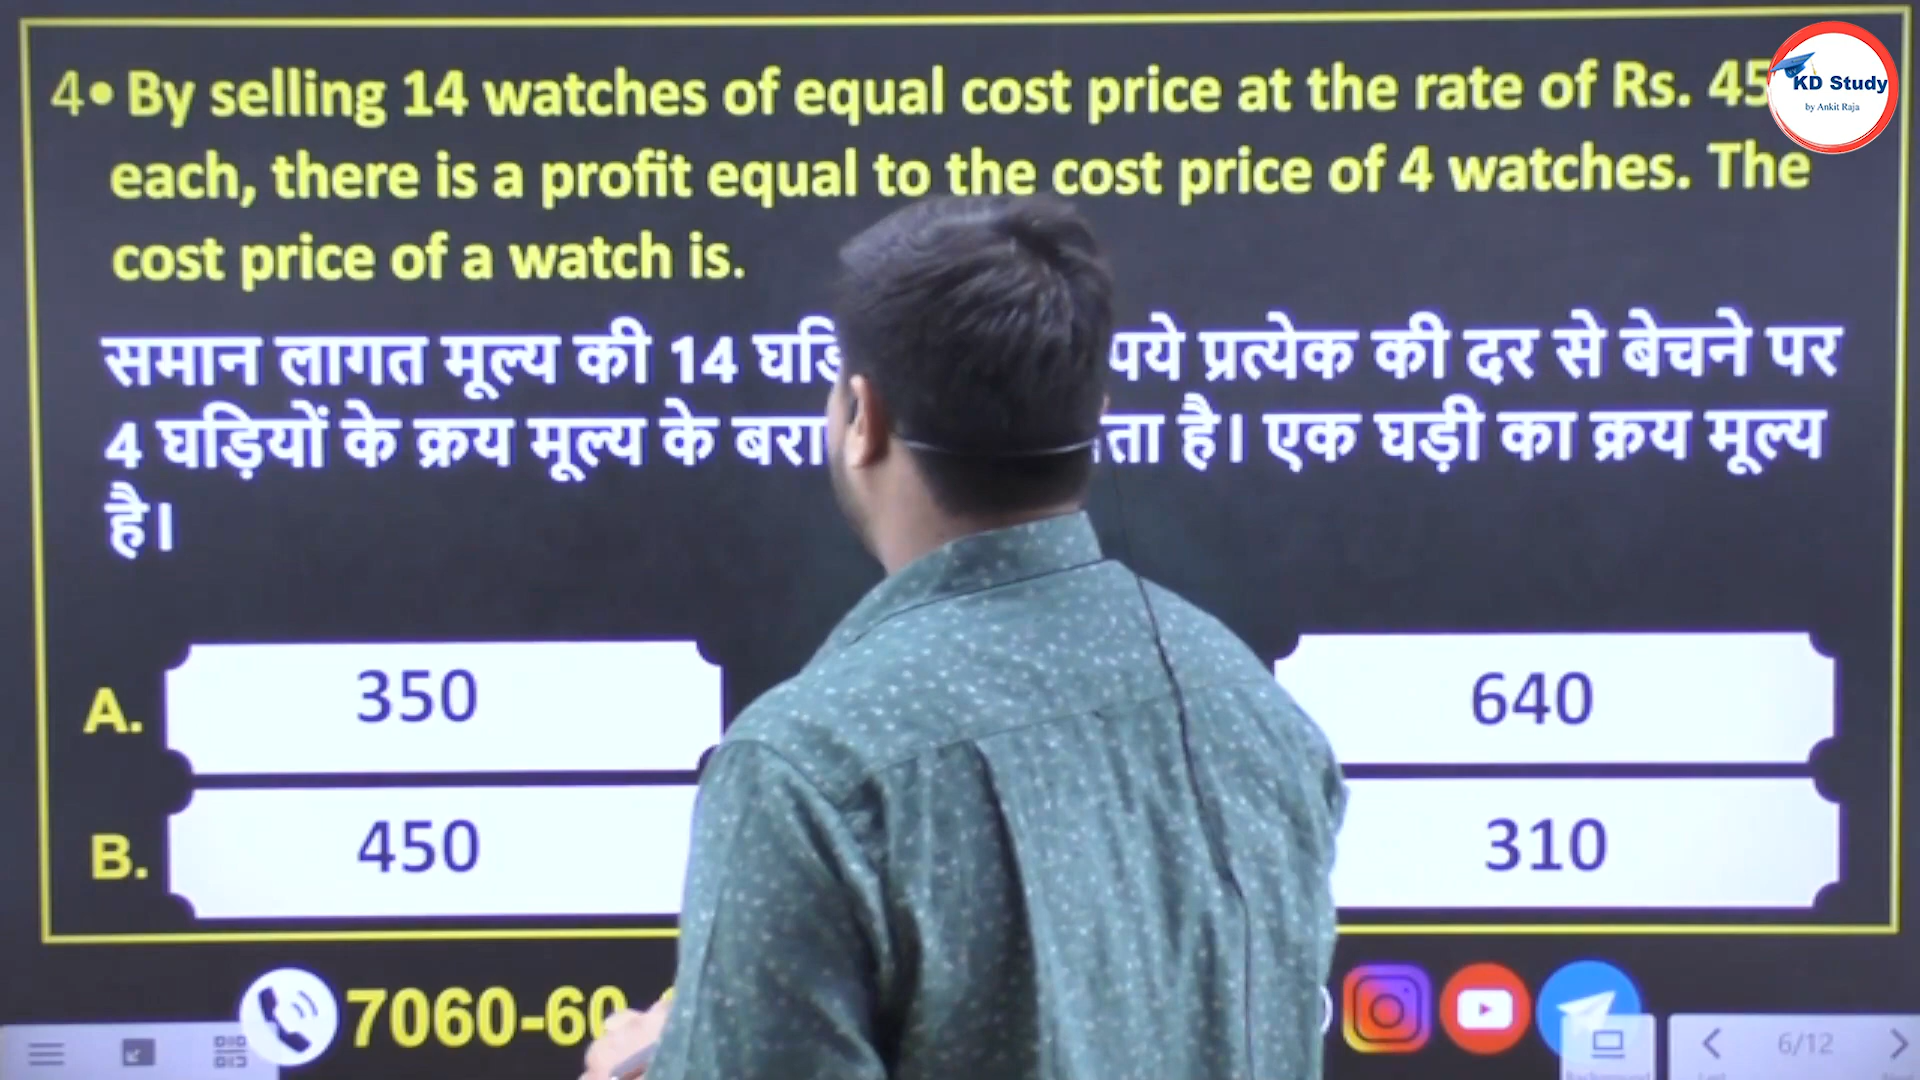 4• By selling 14 watches of equal cost price at the rate of Rs. 45
each, there is a profit equal to the cost price of 4 watches. The
cost price of a watch is.
समान लागत मूल्य की 14 पये प्रत्येक की दर से बेचने पर
4 घड़ियों के क्रय मूल्य के बरा ता है। एक घड़ी का क्रय मूल्य
है।
A. 350
640
B. 450
310
7060-60
KD Study
by Ankit Raja
6/12